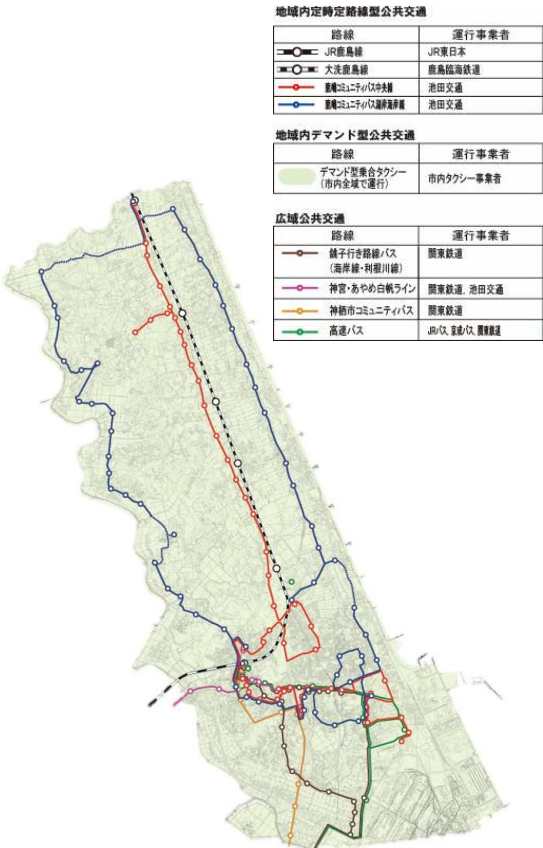 地域内定時定路線型公共交通
路線 運行事業者
JR鹿島線 JR東日本
大洗鹿島線 鹿島臨海鉄道
鹿嶋コミュニティバス中央線 池田交通
鹿嶋コミュニティバス湖岸海岸線 池田交通
地域内デマンド型公共交通
路線 運行事業者
デマンド型乗合タクシー 市内タクシー事業者
(市内全域で運行)
広域公共交通
路線 運行事業者
銚子行き路線バス 関東鉄道
(海岸線・利根川線)
神宮・あやめ白帆ライン 関東鉄道、池田交通
神栖市コミュニティバス 関東鉄道
高速バス JRバス, 京成バス, 関東鉄道